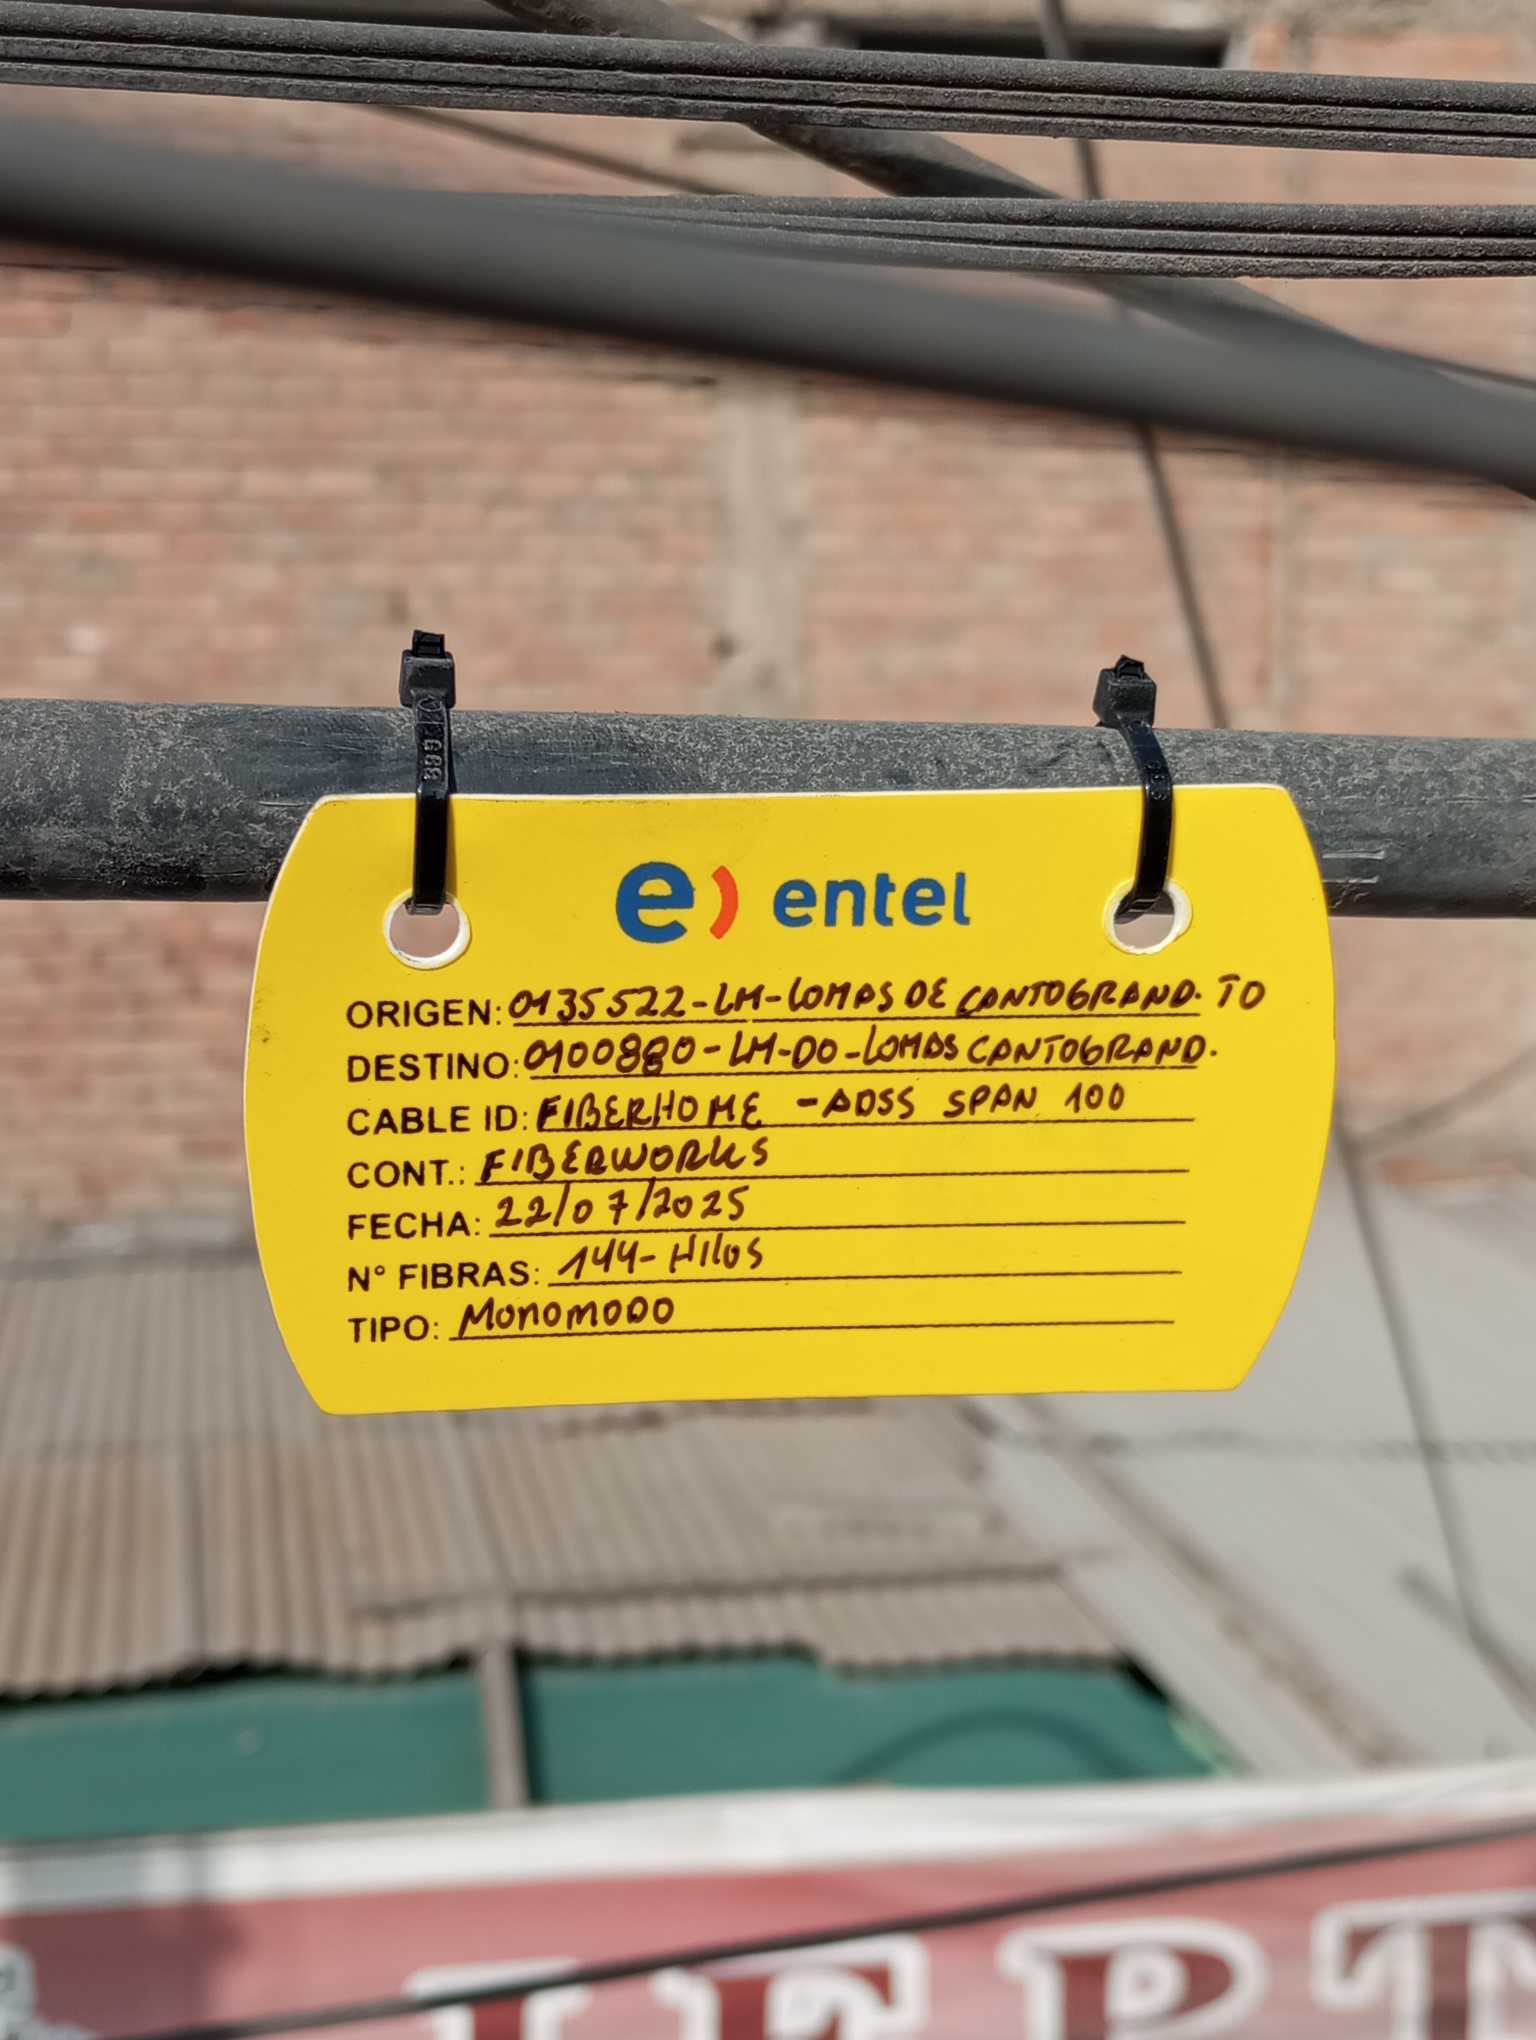 e) entel
ORIGEN: 0135522-LM-LOMAS DE CANTOGRAND. TO
DESTINO: 0100880-LM-DO-LOMAS CANTOGRAND.
CABLE ID: FIBERHOME -ADSS SPAN 100
CONT.: FIBERWORKS
FECHA: 22/07/2025
N° FIBRAS: 144-Hilos
TIPO: Monomodo